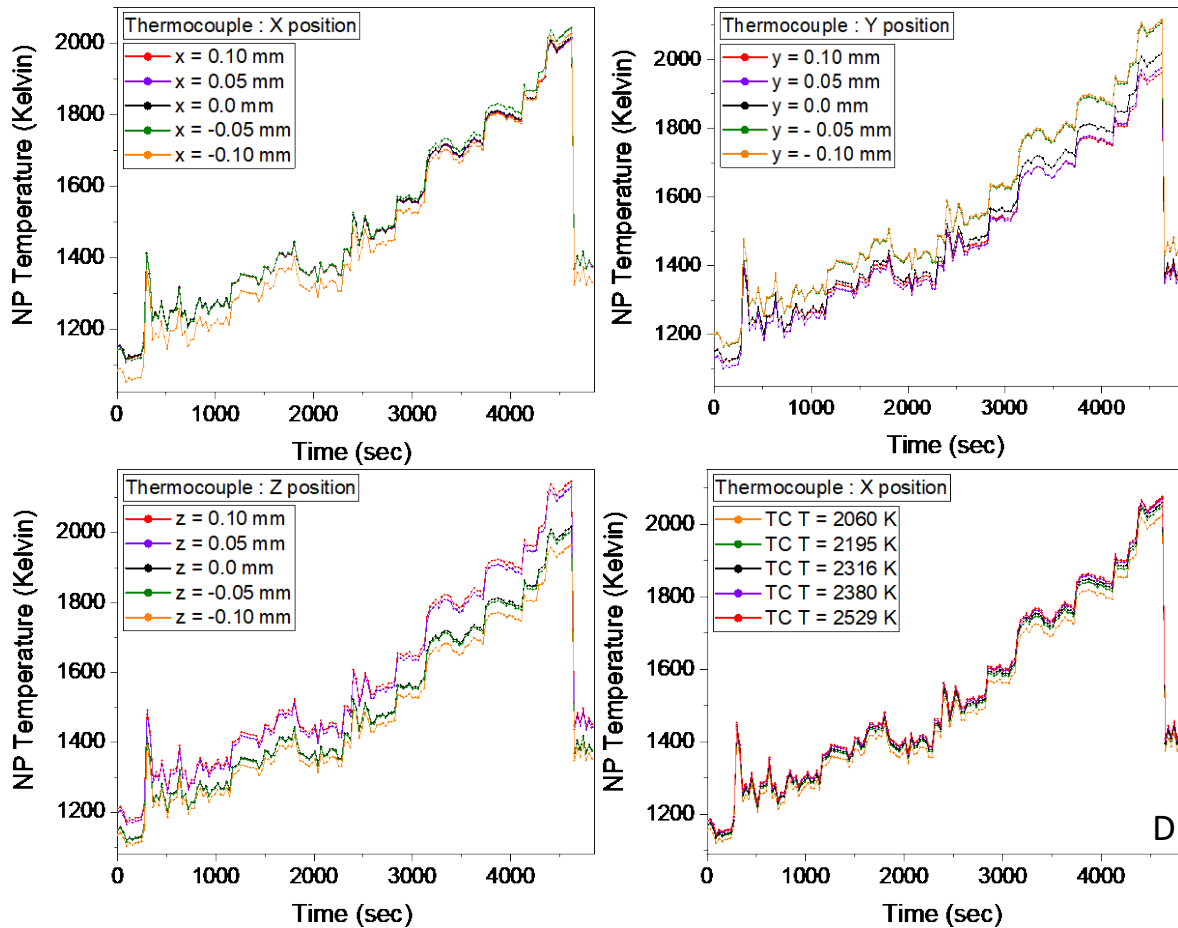 Thermocouple : X position
x = 0.10 mm
x = 0.05 mm
x = 0.0 mm
x = -0.05 mm
x = -0.10 mm
NP Temperature (Kelvin)
2000
1800
1600
1400
1200
0 1000 2000 3000 4000
Time (sec)
Thermocouple : Y position
y = 0.10 mm
y = 0.05 mm
y = 0.0 mm
y = - 0.05 mm
y = - 0.10 mm
NP Temperature (Kelvin)
2000
1800
1600
1400
1200
0 1000 2000 3000 4000
Time (sec)
Thermocouple : Z position
z = 0.10 mm
z = 0.05 mm
z = 0.0 mm
z = -0.05 mm
z = -0.10 mm
NP Temperature (Kelvin)
2000
1800
1600
1400
1200
0 1000 2000 3000 4000
Time (sec)
Thermocouple : X position
TC T = 2060 K
TC T = 2195 K
TC T = 2316 K
TC T = 2380 K
TC T = 2529 K
NP Temperature (Kelvin)
2000
1800
1600
1400
1200
0 1000 2000 3000 4000
Time (sec)
D